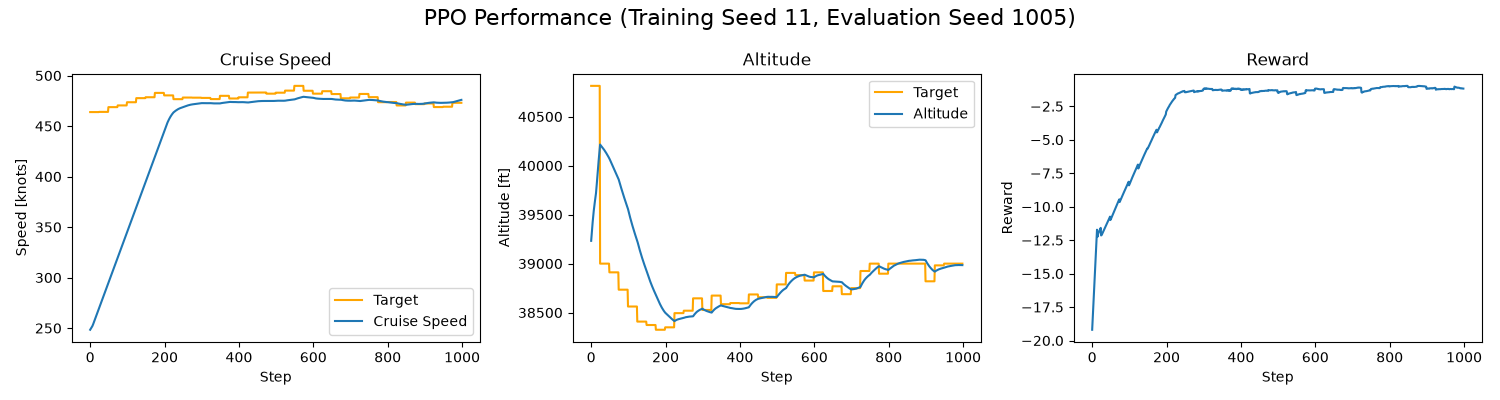 PPO Performance (Training Seed 11, Evaluation Seed 1005)
Cruise Speed
Speed [knots]
500
450
400
350
300
250
0
200
400
600
800
1000
Step
Target
Cruise Speed
Altitude
Altitude [ft]
40500
40000
39500
39000
38500
0
200
400
600
800
1000
Step
Target
Altitude
Reward
Reward
−2.5
−5.0
−7.5
−10.0
−12.5
−15.0
−17.5
−20.0
0
200
400
600
800
1000
Step